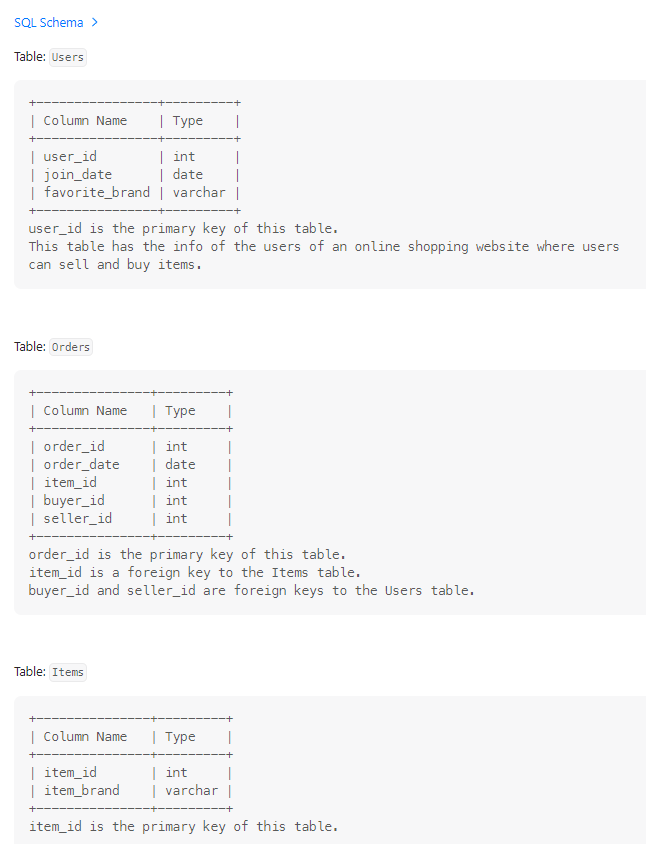 SQL Schema >
Table: Users
+----------------+---------+
| Column Name    | Type    |
+----------------+---------+
| user_id        | int     |
| join_date      | date    |
| favorite_brand | varchar |
+----------------+---------+
user_id is the primary key of this table.
This table has the info of the users of an online shopping website where users
can sell and buy items.
Table: Orders
+---------------+---------+
| Column Name   | Type    |
+---------------+---------+
| order_id      | int     |
| order_date    | date    |
| item_id       | int     |
| buyer_id      | int     |
| seller_id     | int     |
+---------------+---------+
order_id is the primary key of this table.
item_id is a foreign key to the Items table.
buyer_id and seller_id are foreign keys to the Users table.
Table: Items
+---------------+---------+
| Column Name   | Type    |
+---------------+---------+
| item_id       | int     |
| item_brand    | varchar |
+---------------+---------+
item_id is the primary key of this table.